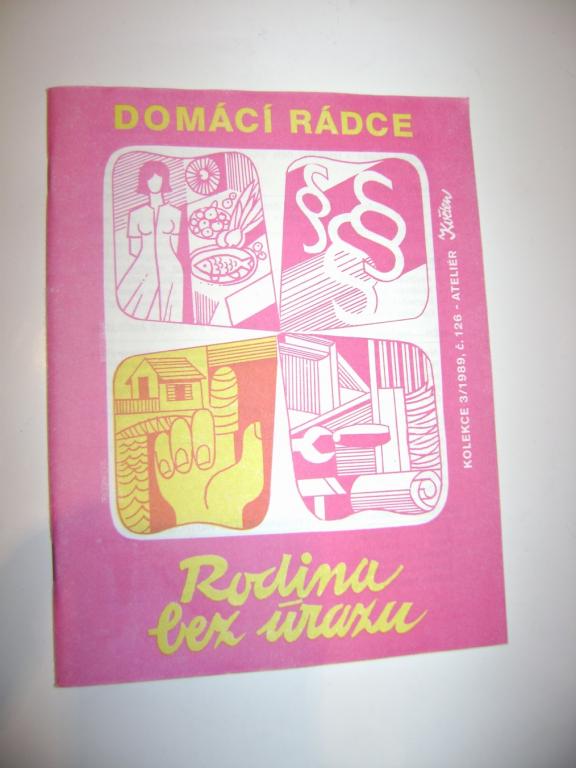 DOMÁCÍ RÁDCE
KOLEKCE 3/1989, č. 126 - ATELIÉR Květen
Rodina
bez úrazu